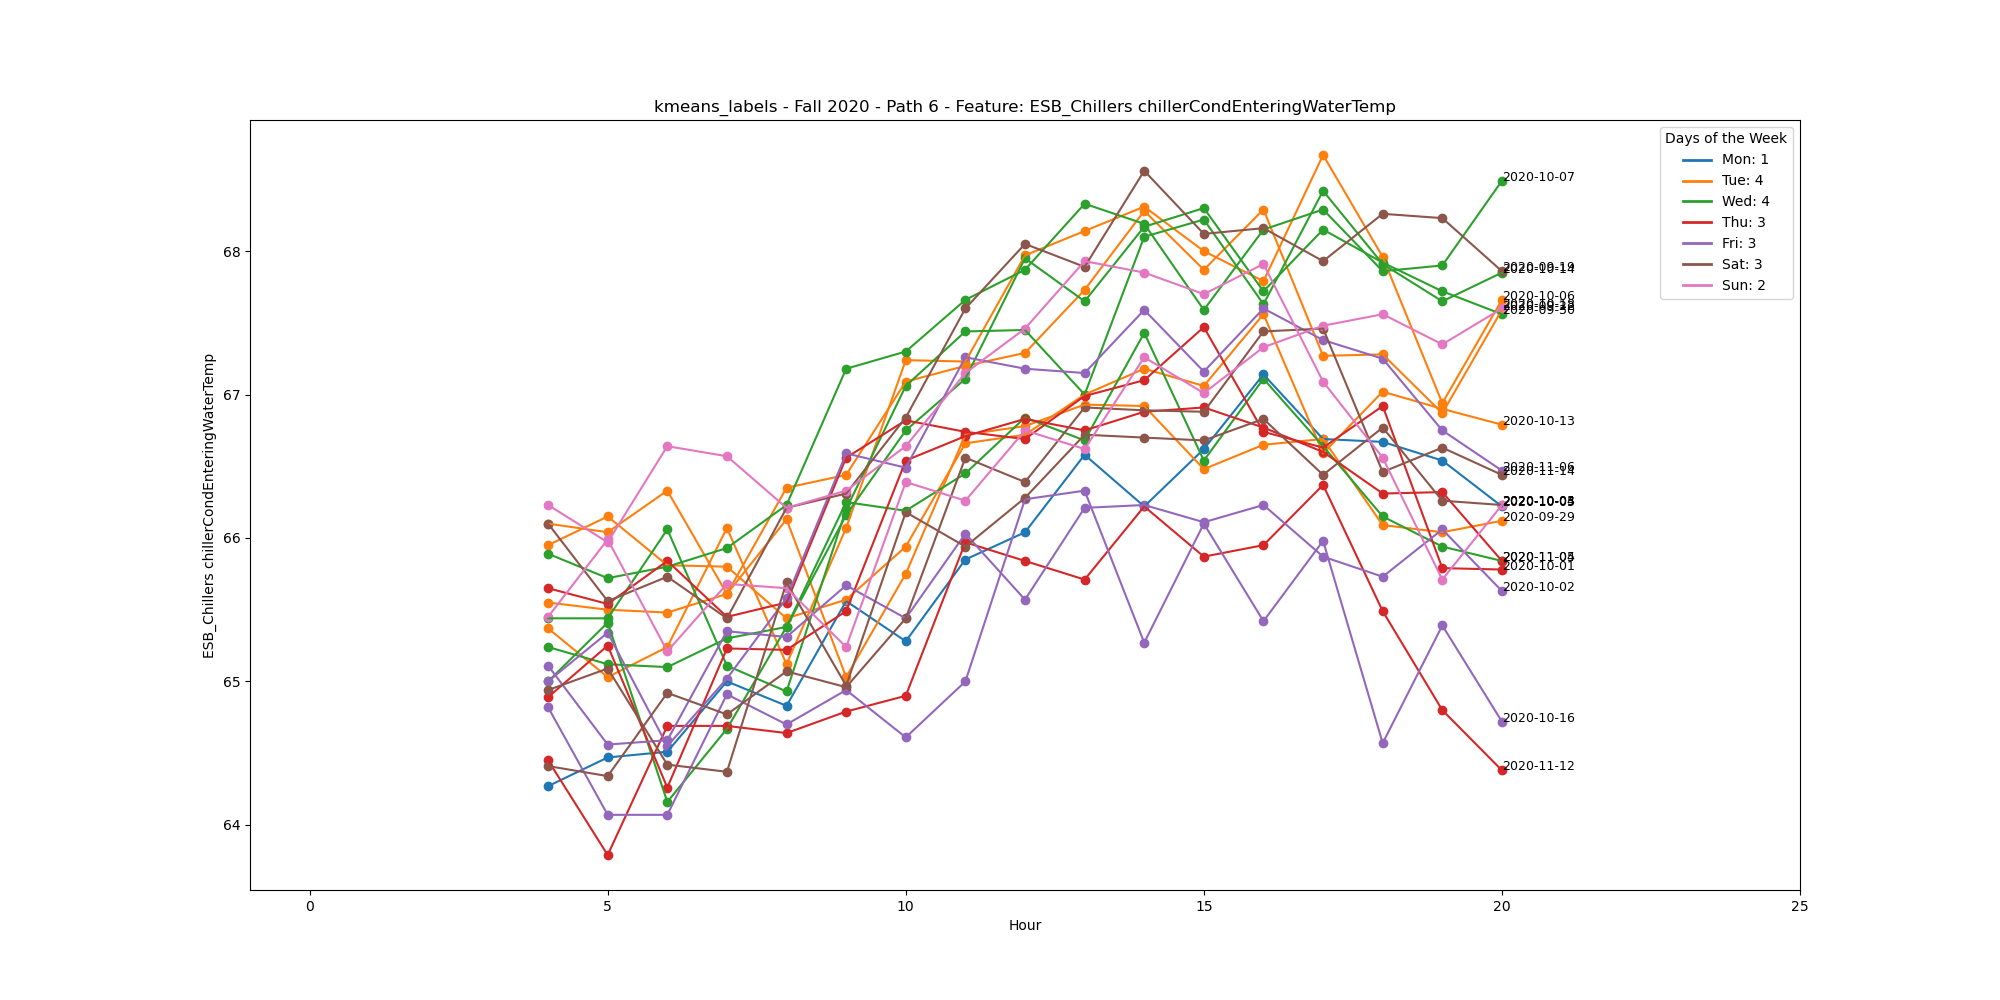 kmeans_labels - Fall 2020 - Path 6 - Feature: ESB_Chillers chillerCondEnteringWaterTemp
Days of the Week
Mon: 1
Tue: 4
Wed: 4
Thu: 3
Fri: 3
Sat: 3
Sun: 2
2020-10-07
2020-10-14
2020-10-06
2020-09-30
2020-10-13
2020-11-06
2020-11-14
2020-09-29
2020-10-01
2020-10-02
2020-10-16
2020-11-12
ESB_Chillers chillerCondEnteringWaterTemp
68
67
66
65
64
0
5
10
15
20
25
Hour